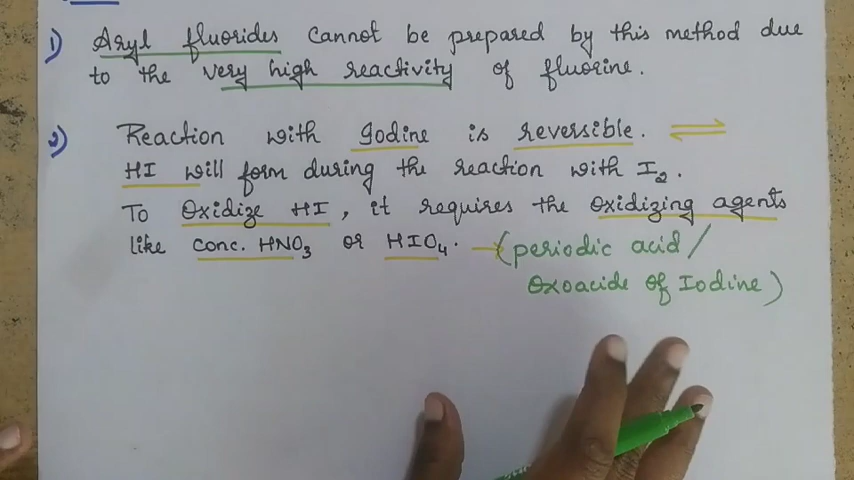 1) Aryl fluorides cannot be prepared by this method due
to the very high reactivity of fluorine.
2) Reaction with Iodine is reversible. ⇌
HI will form during the reaction with I₂.
To Oxidize HI, it requires the oxidizing agents
like conc. HNO₃ or HIO₄. → (periodic acid /
Oxoacide of Iodine)